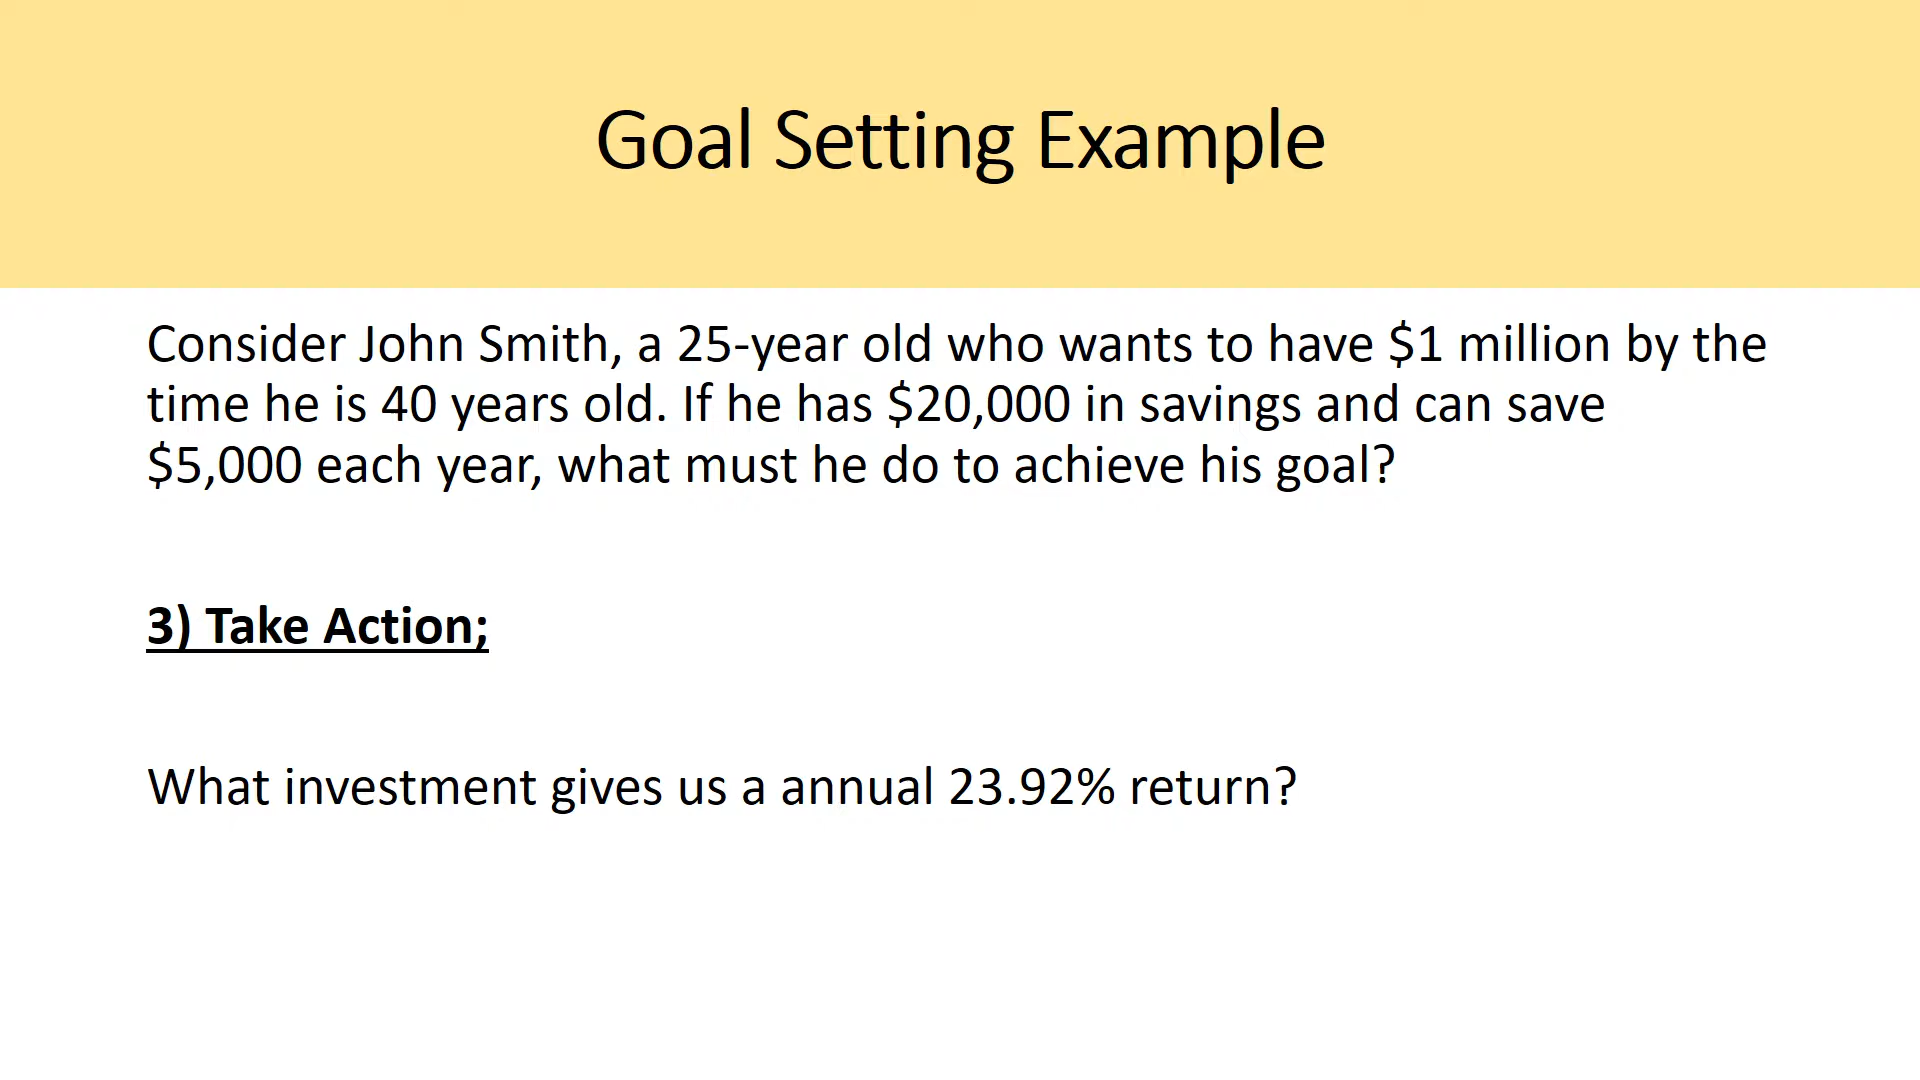 Goal Setting Example
Consider John Smith, a 25-year old who wants to have $1 million by the
time he is 40 years old. If he has $20,000 in savings and can save
$5,000 each year, what must he do to achieve his goal?
3) Take Action;
What investment gives us a annual 23.92% return?